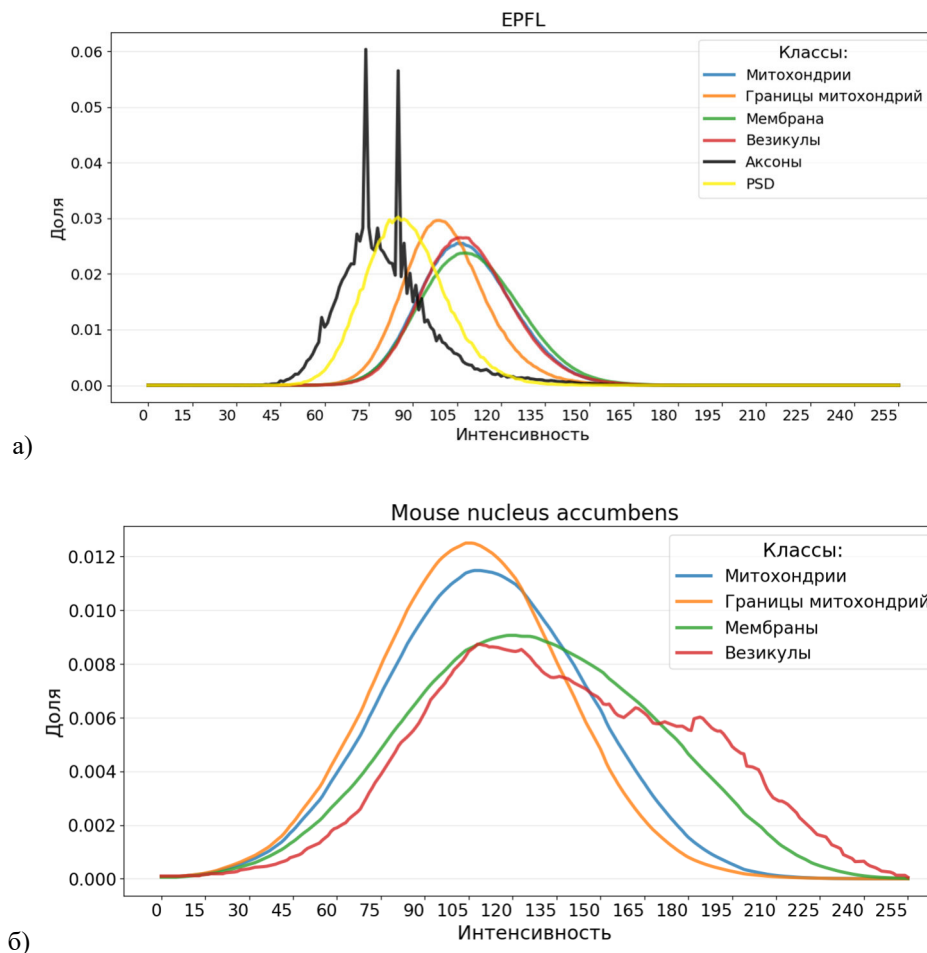 EPFL
Классы:
Митохондрии
Границы митохондрий
Мембрана
Везикулы
Аксоны
PSD
Доля
0.06
0.05
0.04
0.03
0.02
0.01
0.00
0 15 30 45 60 75 90 105 120 135 150 165 180 195 210 225 240 255
Интенсивность
а)
Mouse nucleus accumbens
Классы:
Митохондрии
Границы митохондрий
Мембраны
Везикулы
Доля
0.012
0.010
0.008
0.006
0.004
0.002
0.000
0 15 30 45 60 75 90 105 120 135 150 165 180 195 210 225 240 255
Интенсивность
б)